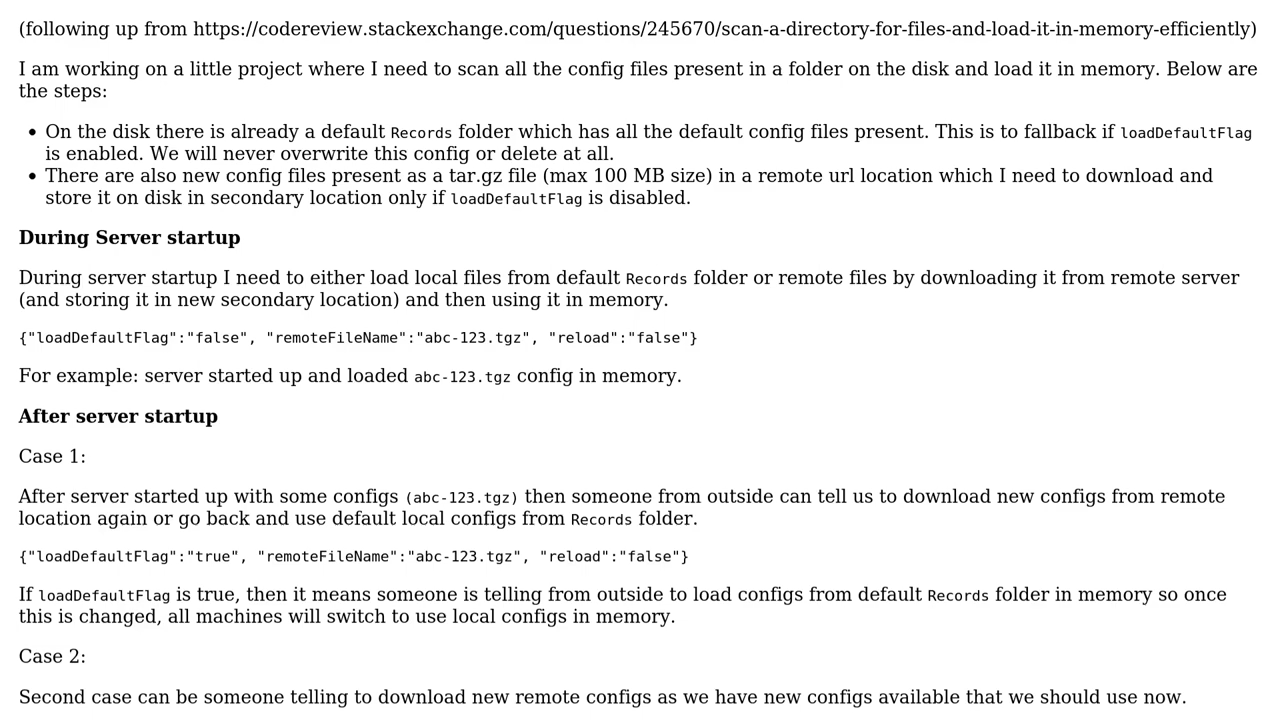 (following up from https://codereview.stackexchange.com/questions/245670/scan-a-directory-for-files-and-load-it-in-memory-efficiently)
I am working on a little project where I need to scan all the config files present in a folder on the disk and load it in memory. Below are
the steps:
• On the disk there is already a default Records folder which has all the default config files present. This is to fallback if loadDefaultFlag
is enabled. We will never overwrite this config or delete at all.
• There are also new config files present as a tar.gz file (max 100 MB size) in a remote url location which I need to download and
store it on disk in secondary location only if loadDefaultFlag is disabled.
During Server startup
During server startup I need to either load local files from default Records folder or remote files by downloading it from remote server
(and storing it in new secondary location) and then using it in memory.
{"loadDefaultFlag":"false", "remoteFileName":"abc-123.tgz", "reload":"false"}
For example: server started up and loaded abc-123.tgz config in memory.
After server startup
Case 1:
After server started up with some configs (abc-123.tgz) then someone from outside can tell us to download new configs from remote
location again or go back and use default local configs from Records folder.
{"loadDefaultFlag":"true", "remoteFileName":"abc-123.tgz", "reload":"false"}
If loadDefaultFlag is true, then it means someone is telling from outside to load configs from default Records folder in memory so once
this is changed, all machines will switch to use local configs in memory.
Case 2:
Second case can be someone telling to download new remote configs as we have new configs available that we should use now.